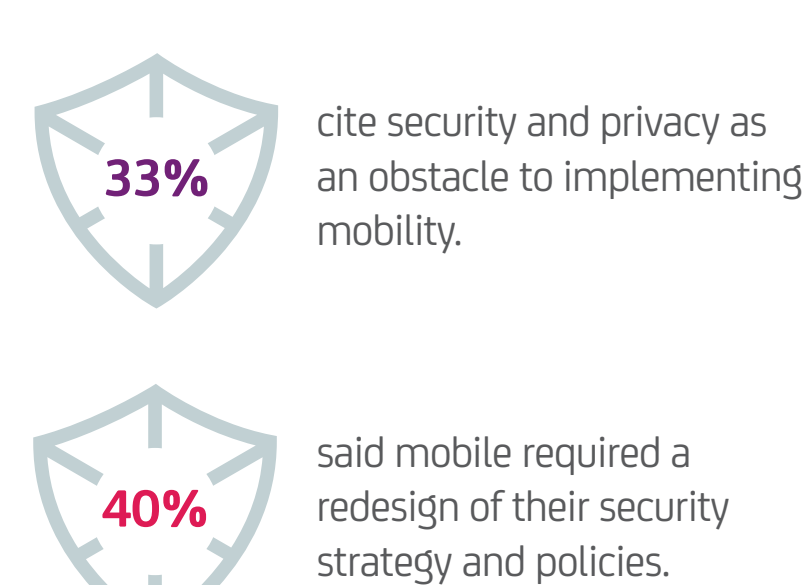 33%
cite security and privacy as
an obstacle to implementing
mobility.
40%
said mobile required a
redesign of their security
strategy and policies.